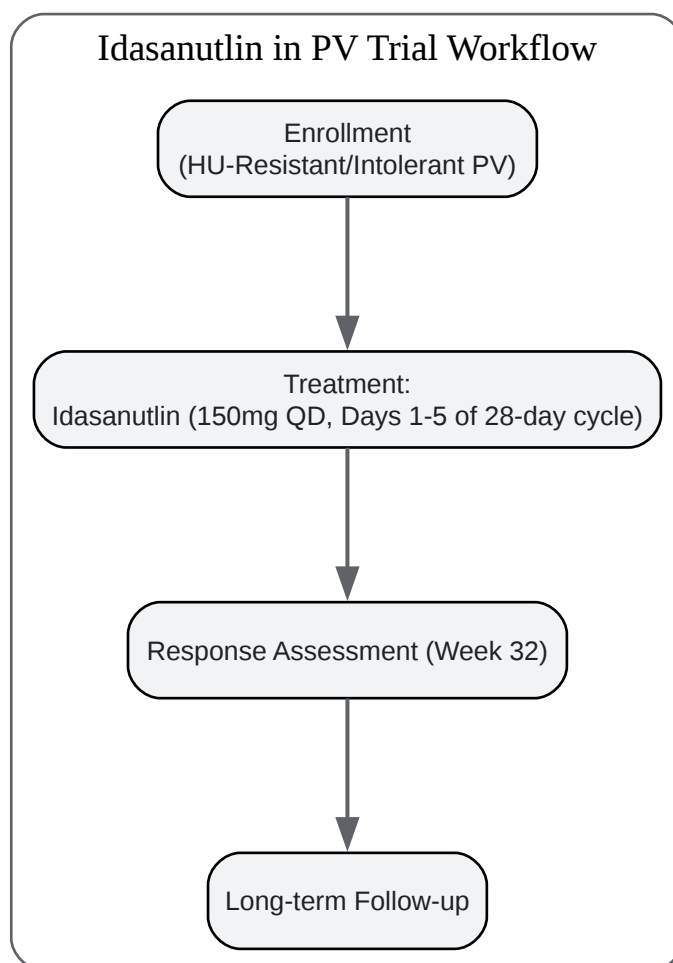 Idasanutlin in PV Trial Workflow
Enrollment
(HU-Resistant/Intolerant PV)
Treatment:
Idasanutlin (150mg QD, Days 1-5 of 28-day cycle)
Response Assessment (Week 32)
Long-term Follow-up